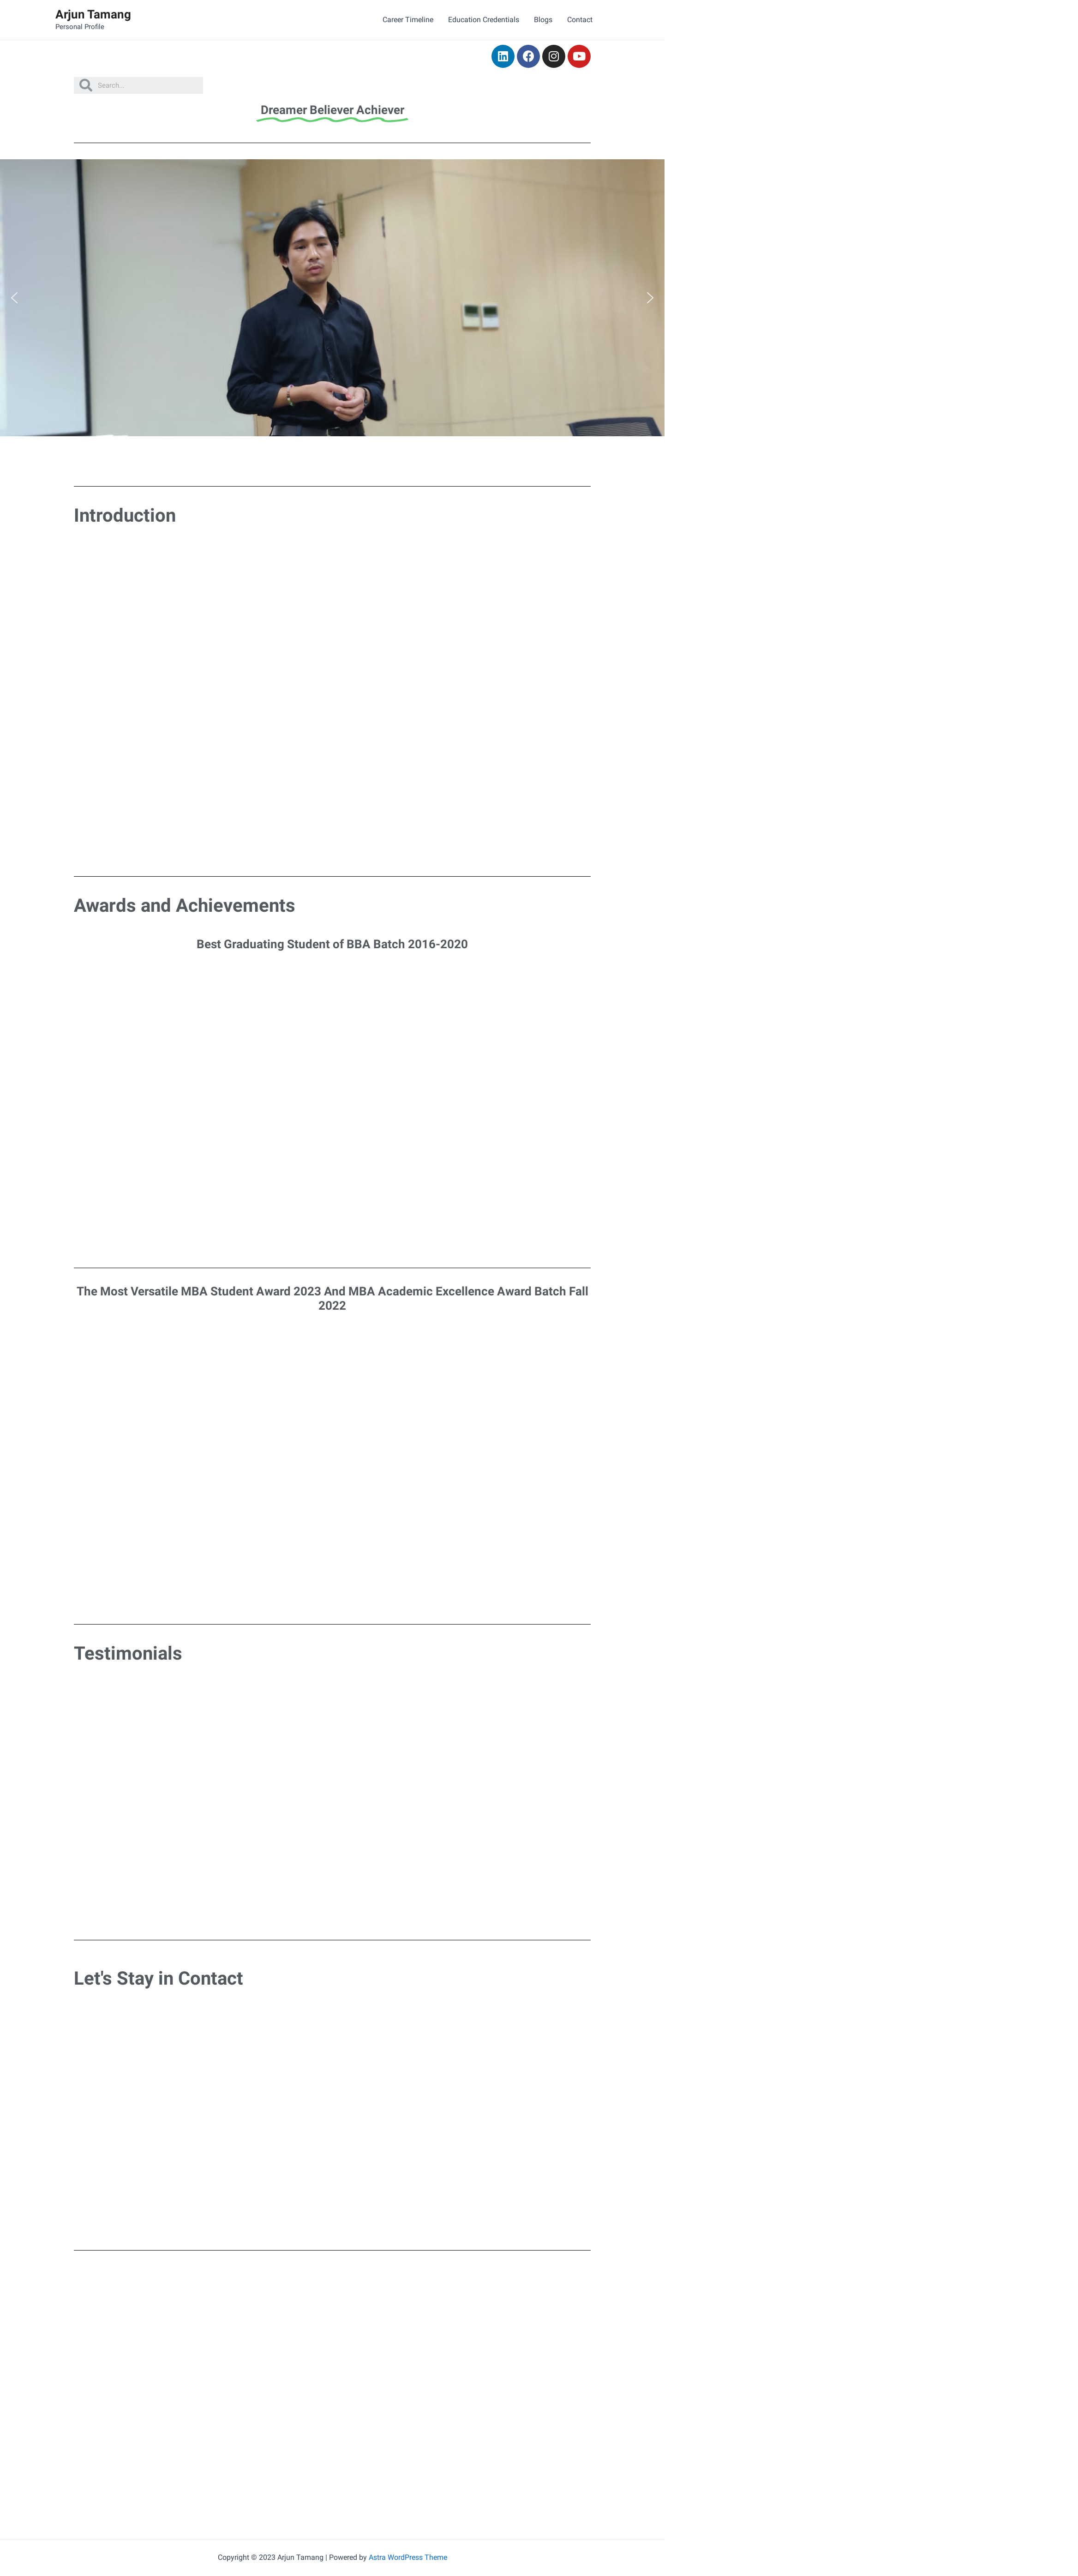 Arjun Tamang
Personal Profile
Career Timeline Education Credentials Blogs Contact
Search...
Dreamer Believer Achiever
Introduction
Awards and Achievements
Best Graduating Student of BBA Batch 2016-2020
The Most Versatile MBA Student Award 2023 And MBA Academic Excellence Award Batch Fall
2022
Testimonials
Let's Stay in Contact
Copyright © 2023 Arjun Tamang | Powered by Astra WordPress Theme